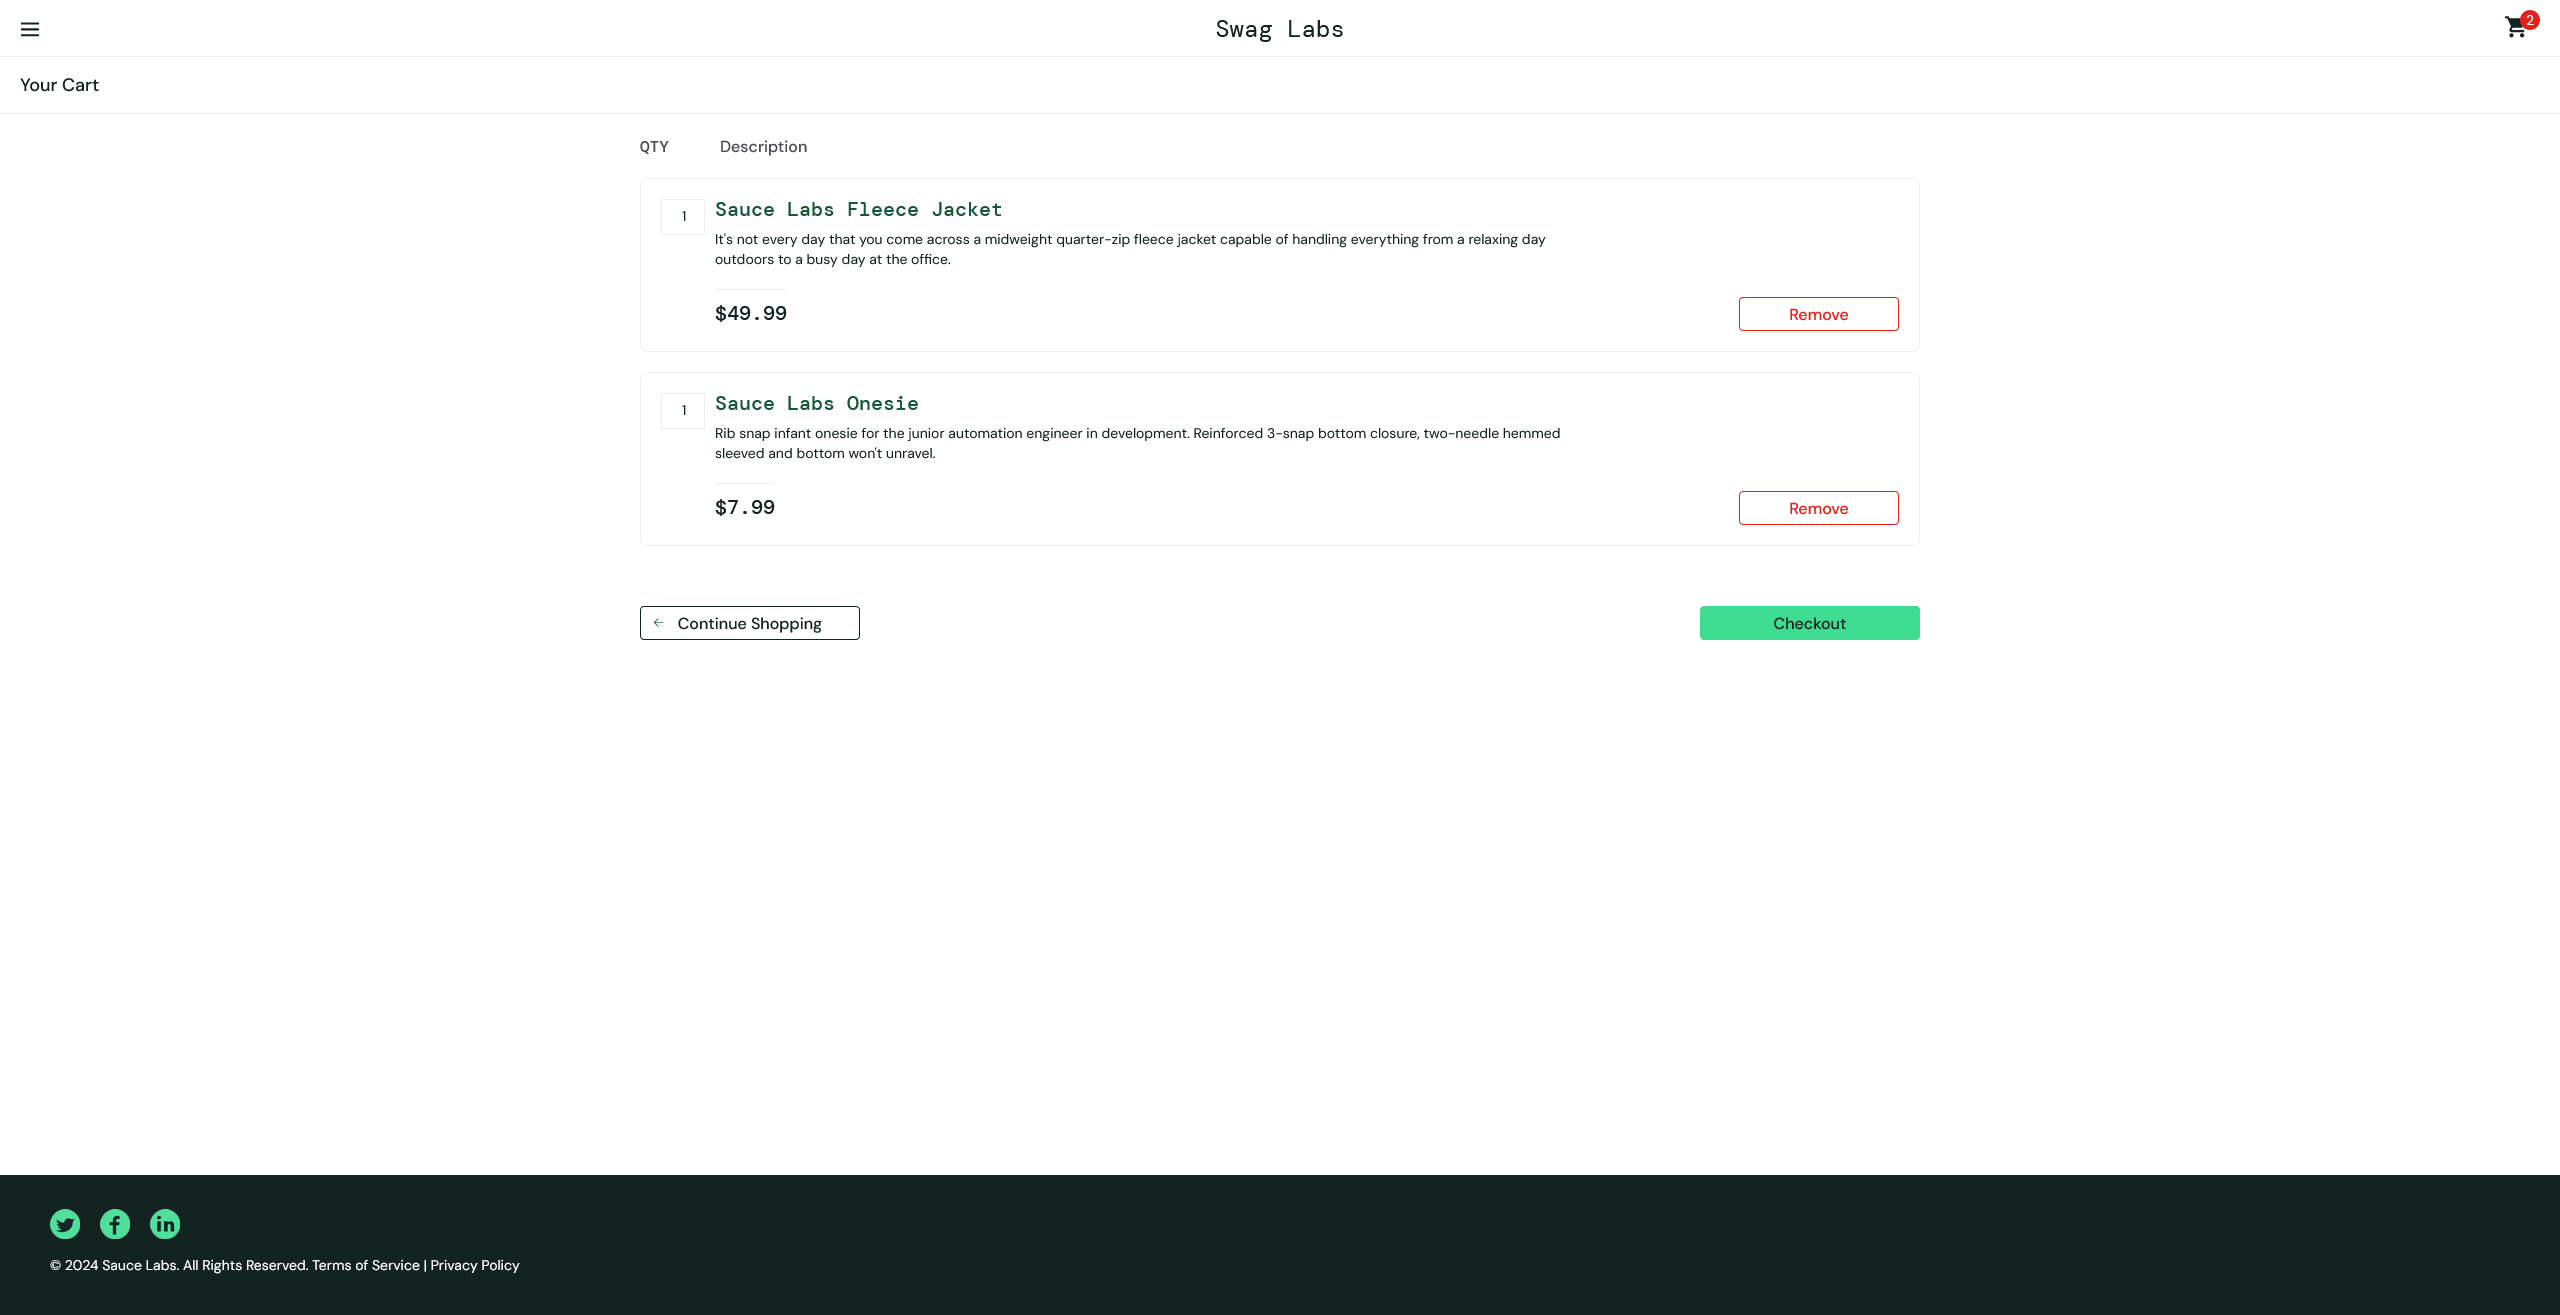 Swag Labs
2
Your Cart
QTY Description
1 Sauce Labs Fleece Jacket
It's not every day that you come across a midweight quarter-zip fleece jacket capable of handling everything from a relaxing day
outdoors to a busy day at the office.
$49.99
Remove
1 Sauce Labs Onesie
Rib snap infant onesie for the junior automation engineer in development. Reinforced 3-snap bottom closure, two-needle hemmed
sleeved and bottom won't unravel.
$7.99
Remove
Continue Shopping
Checkout
© 2024 Sauce Labs. All Rights Reserved. Terms of Service | Privacy Policy